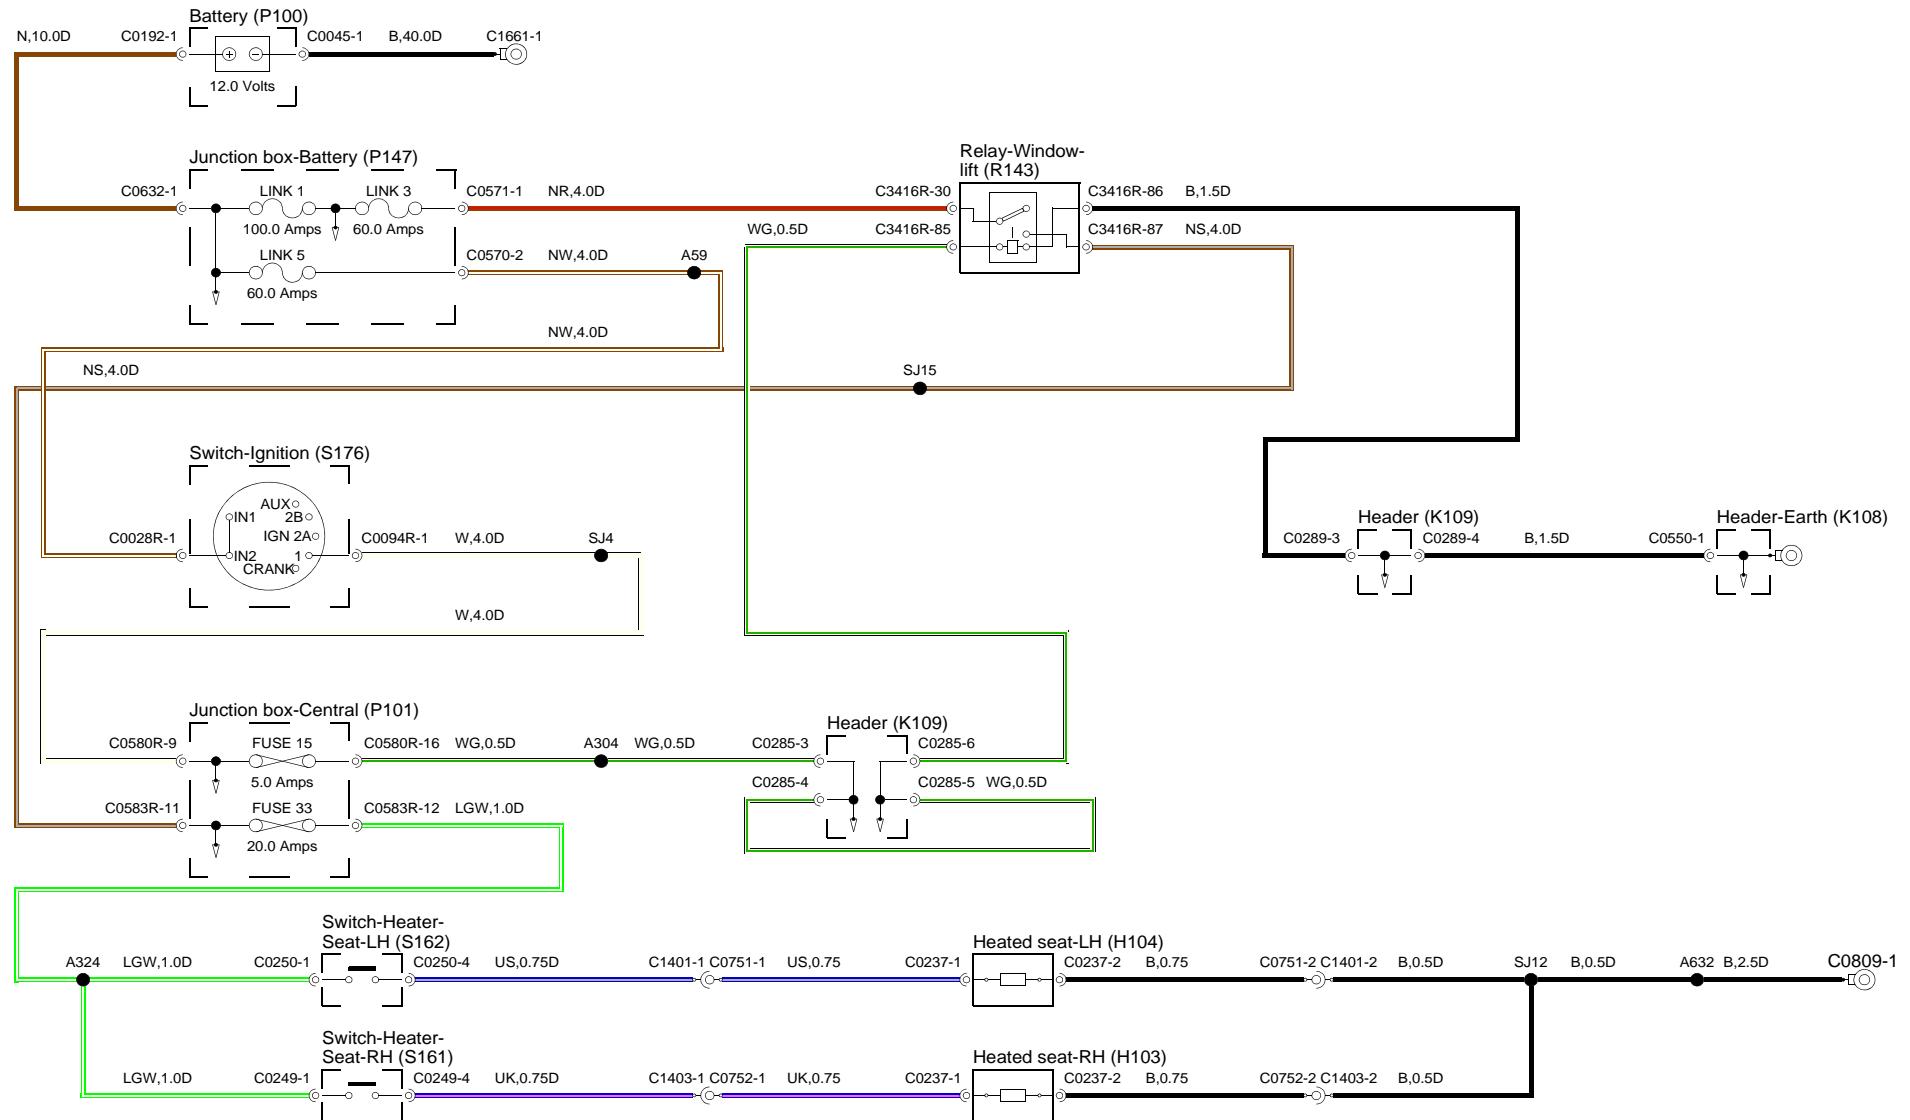 Battery (P100)
N,10.0D C0192-1 C0045-1 B,40.0D C1661-1
12.0 Volts
Junction box-Battery (P147)
Relay-Window-
lift (R143)
C0632-1 LINK 1 LINK 3 C0571-1 NR,4.0D C3416R-30 C3416R-86 B,1.5D
100.0 Amps 60.0 Amps WG,0.5D C3416R-85 C3416R-87 NS,4.0D
LINK 5 C0570-2 NW,4.0D A59
60.0 Amps
NW,4.0D
NS,4.0D SJ15
Switch-Ignition (S176)
AUX
IN1 2B
IGN 2A
C0028R-1 IN2 1 C0094R-1 W,4.0D SJ4
CRANK
Header (K109) Header-Earth (K108)
C0289-3 C0289-4 B,1.5D C0550-1
W,4.0D
Junction box-Central (P101)
Header (K109)
C0580R-9 FUSE 15 C0580R-16 WG,0.5D A304 WG,0.5D C0285-3 C0285-6
5.0 Amps C0285-4 C0285-5 WG,0.5D
C0583R-11 FUSE 33 C0583R-12 LGW,1.0D
20.0 Amps
Switch-Heater-
Seat-LH (S162) Heated seat-LH (H104)
A324 LGW,1.0D C0250-1 C0250-4 US,0.75D C1401-1 C0751-1 US,0.75 C0237-1 C0237-2 B,0.75 C0751-2 C1401-2 B,0.5D SJ12 B,0.5D A632 B,2.5D C0809-1
Switch-Heater-
Seat-RH (S161) Heated seat-RH (H103)
LGW,1.0D C0249-1 C0249-4 UK,0.75D C1403-1 C0752-1 UK,0.75 C0237-1 C0237-2 B,0.75 C0752-2 C1403-2 B,0.5D